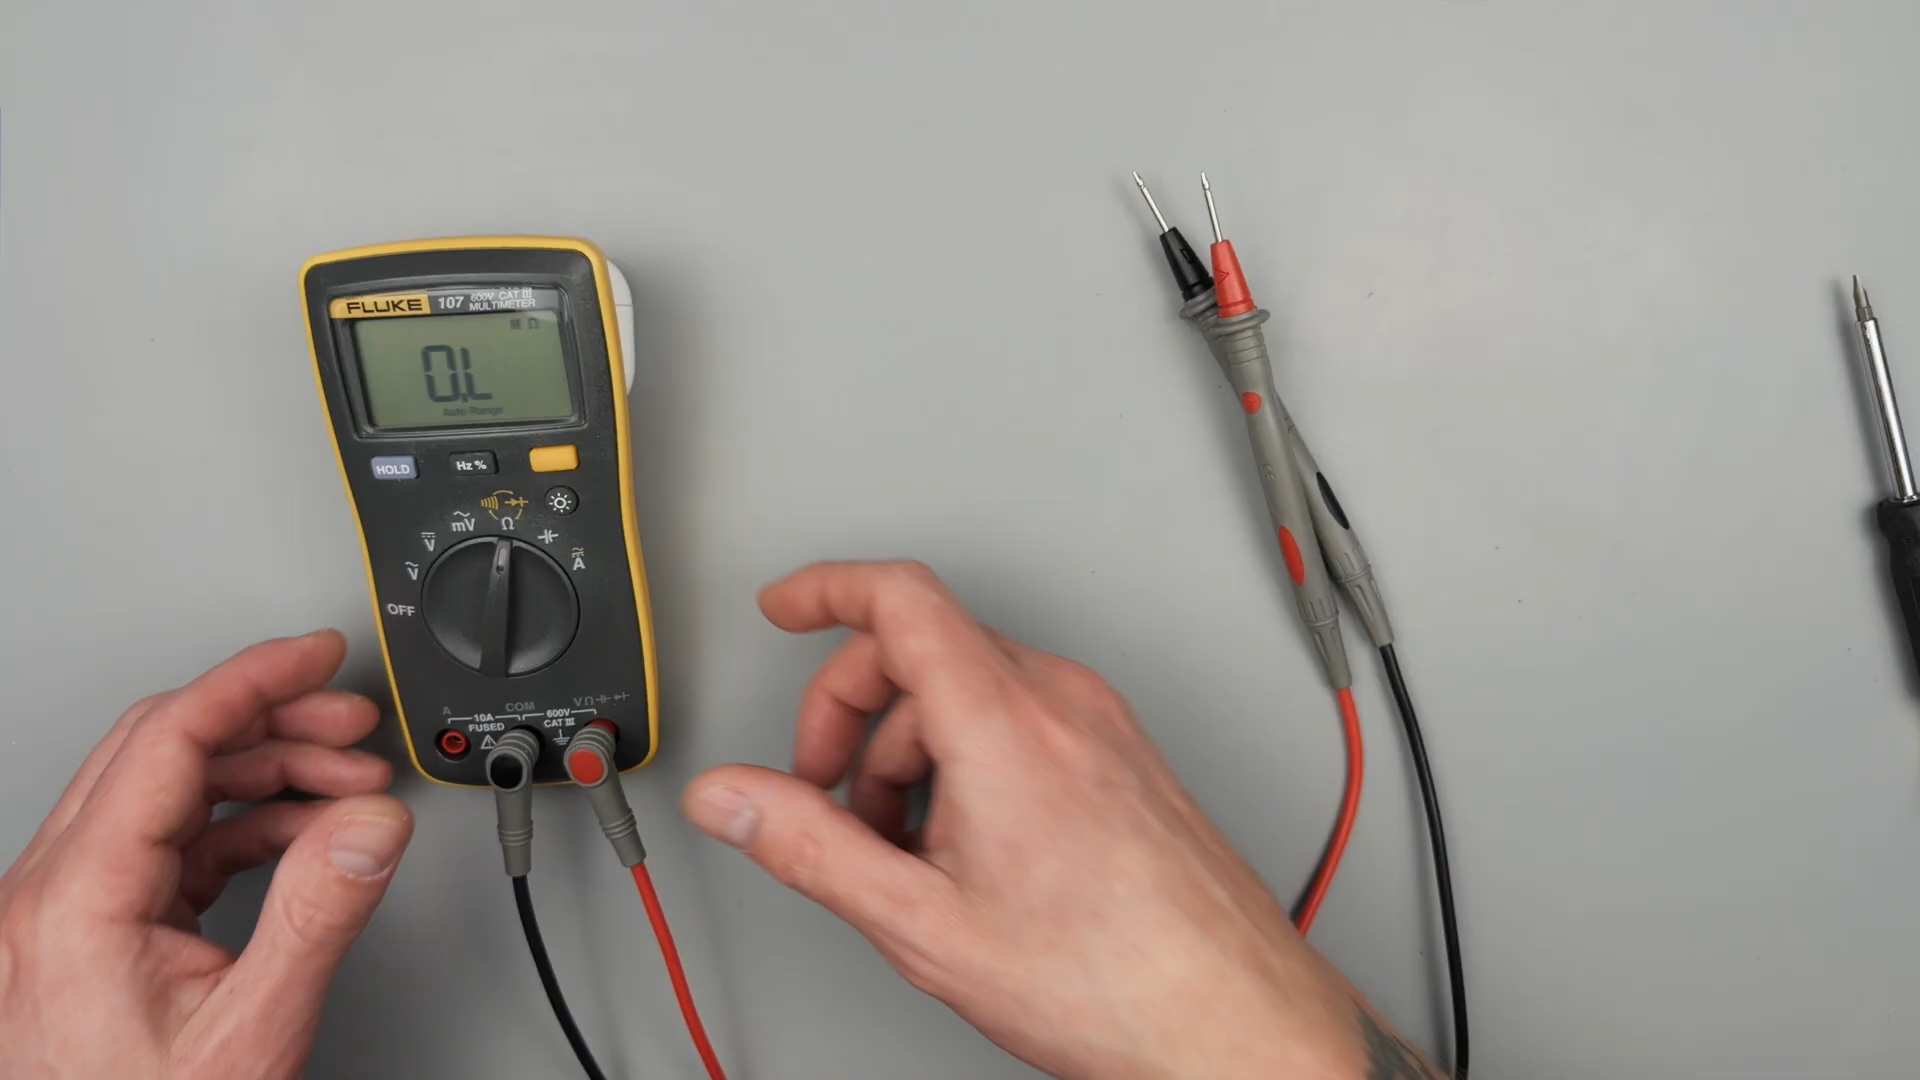 FLUKE 107 600V CAT III
MULTIMETER
MΩ
O.L
Auto-Range
HOLD
Hz %
mV
Ω
V
A
V
OFF
A
COM
VΩ
10A
FUSED
600V
CAT III